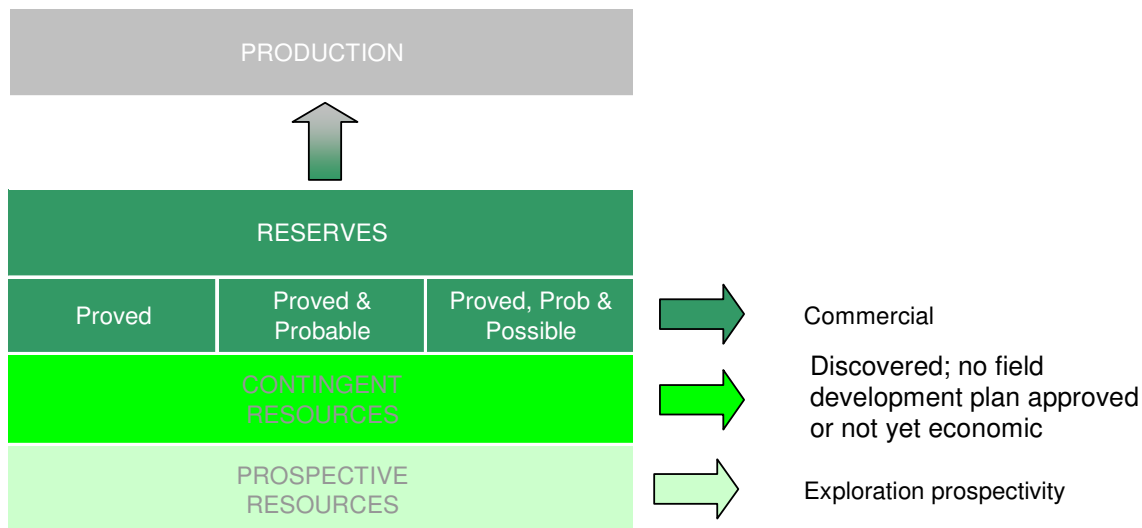 PRODUCTION
RESERVES
Proved
Proved &
Probable
Proved, Prob &
Possible
Commercial
CONTINGENT
RESOURCES
Discovered; no field
development plan approved
or not yet economic
PROSPECTIVE
RESOURCES
Exploration prospectivity